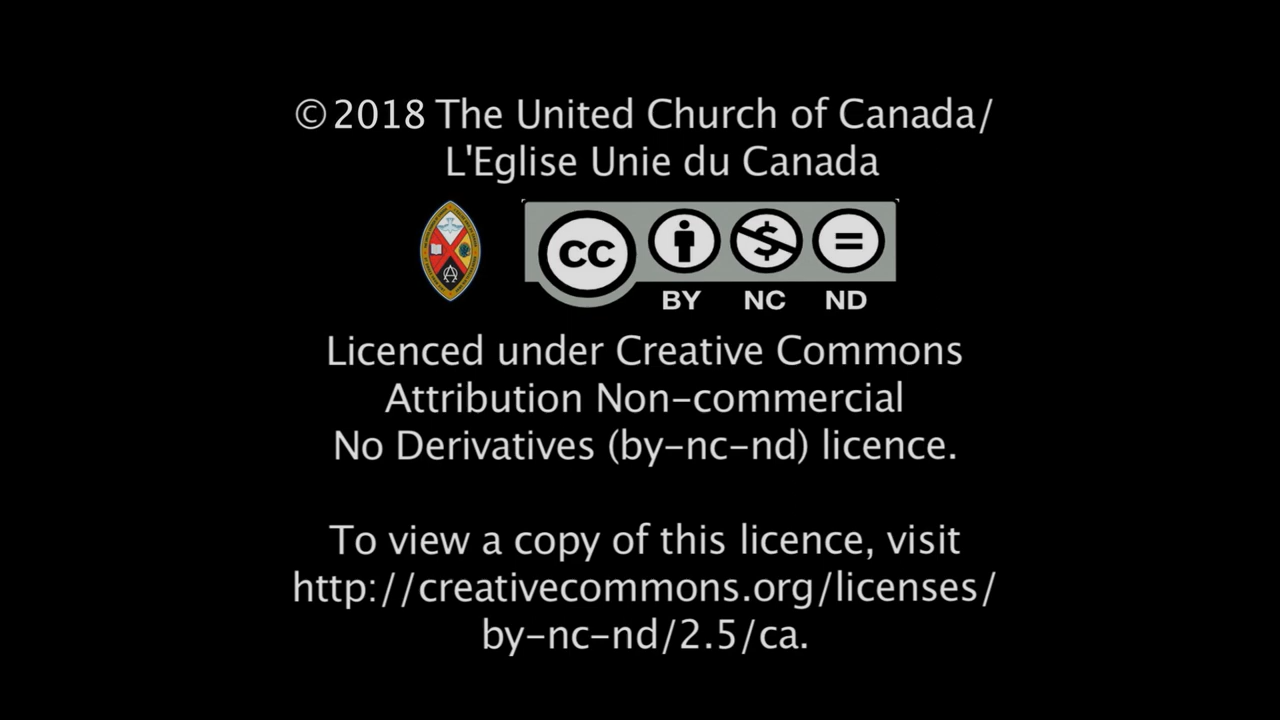 ©2018 The United Church of Canada/
L'Eglise Unie du Canada
cc
BY NC ND
Licenced under Creative Commons
Attribution Non-commercial
No Derivatives (by-nc-nd) licence.
To view a copy of this licence, visit
http://creativecommons.org/licenses/
by-nc-nd/2.5/ca.